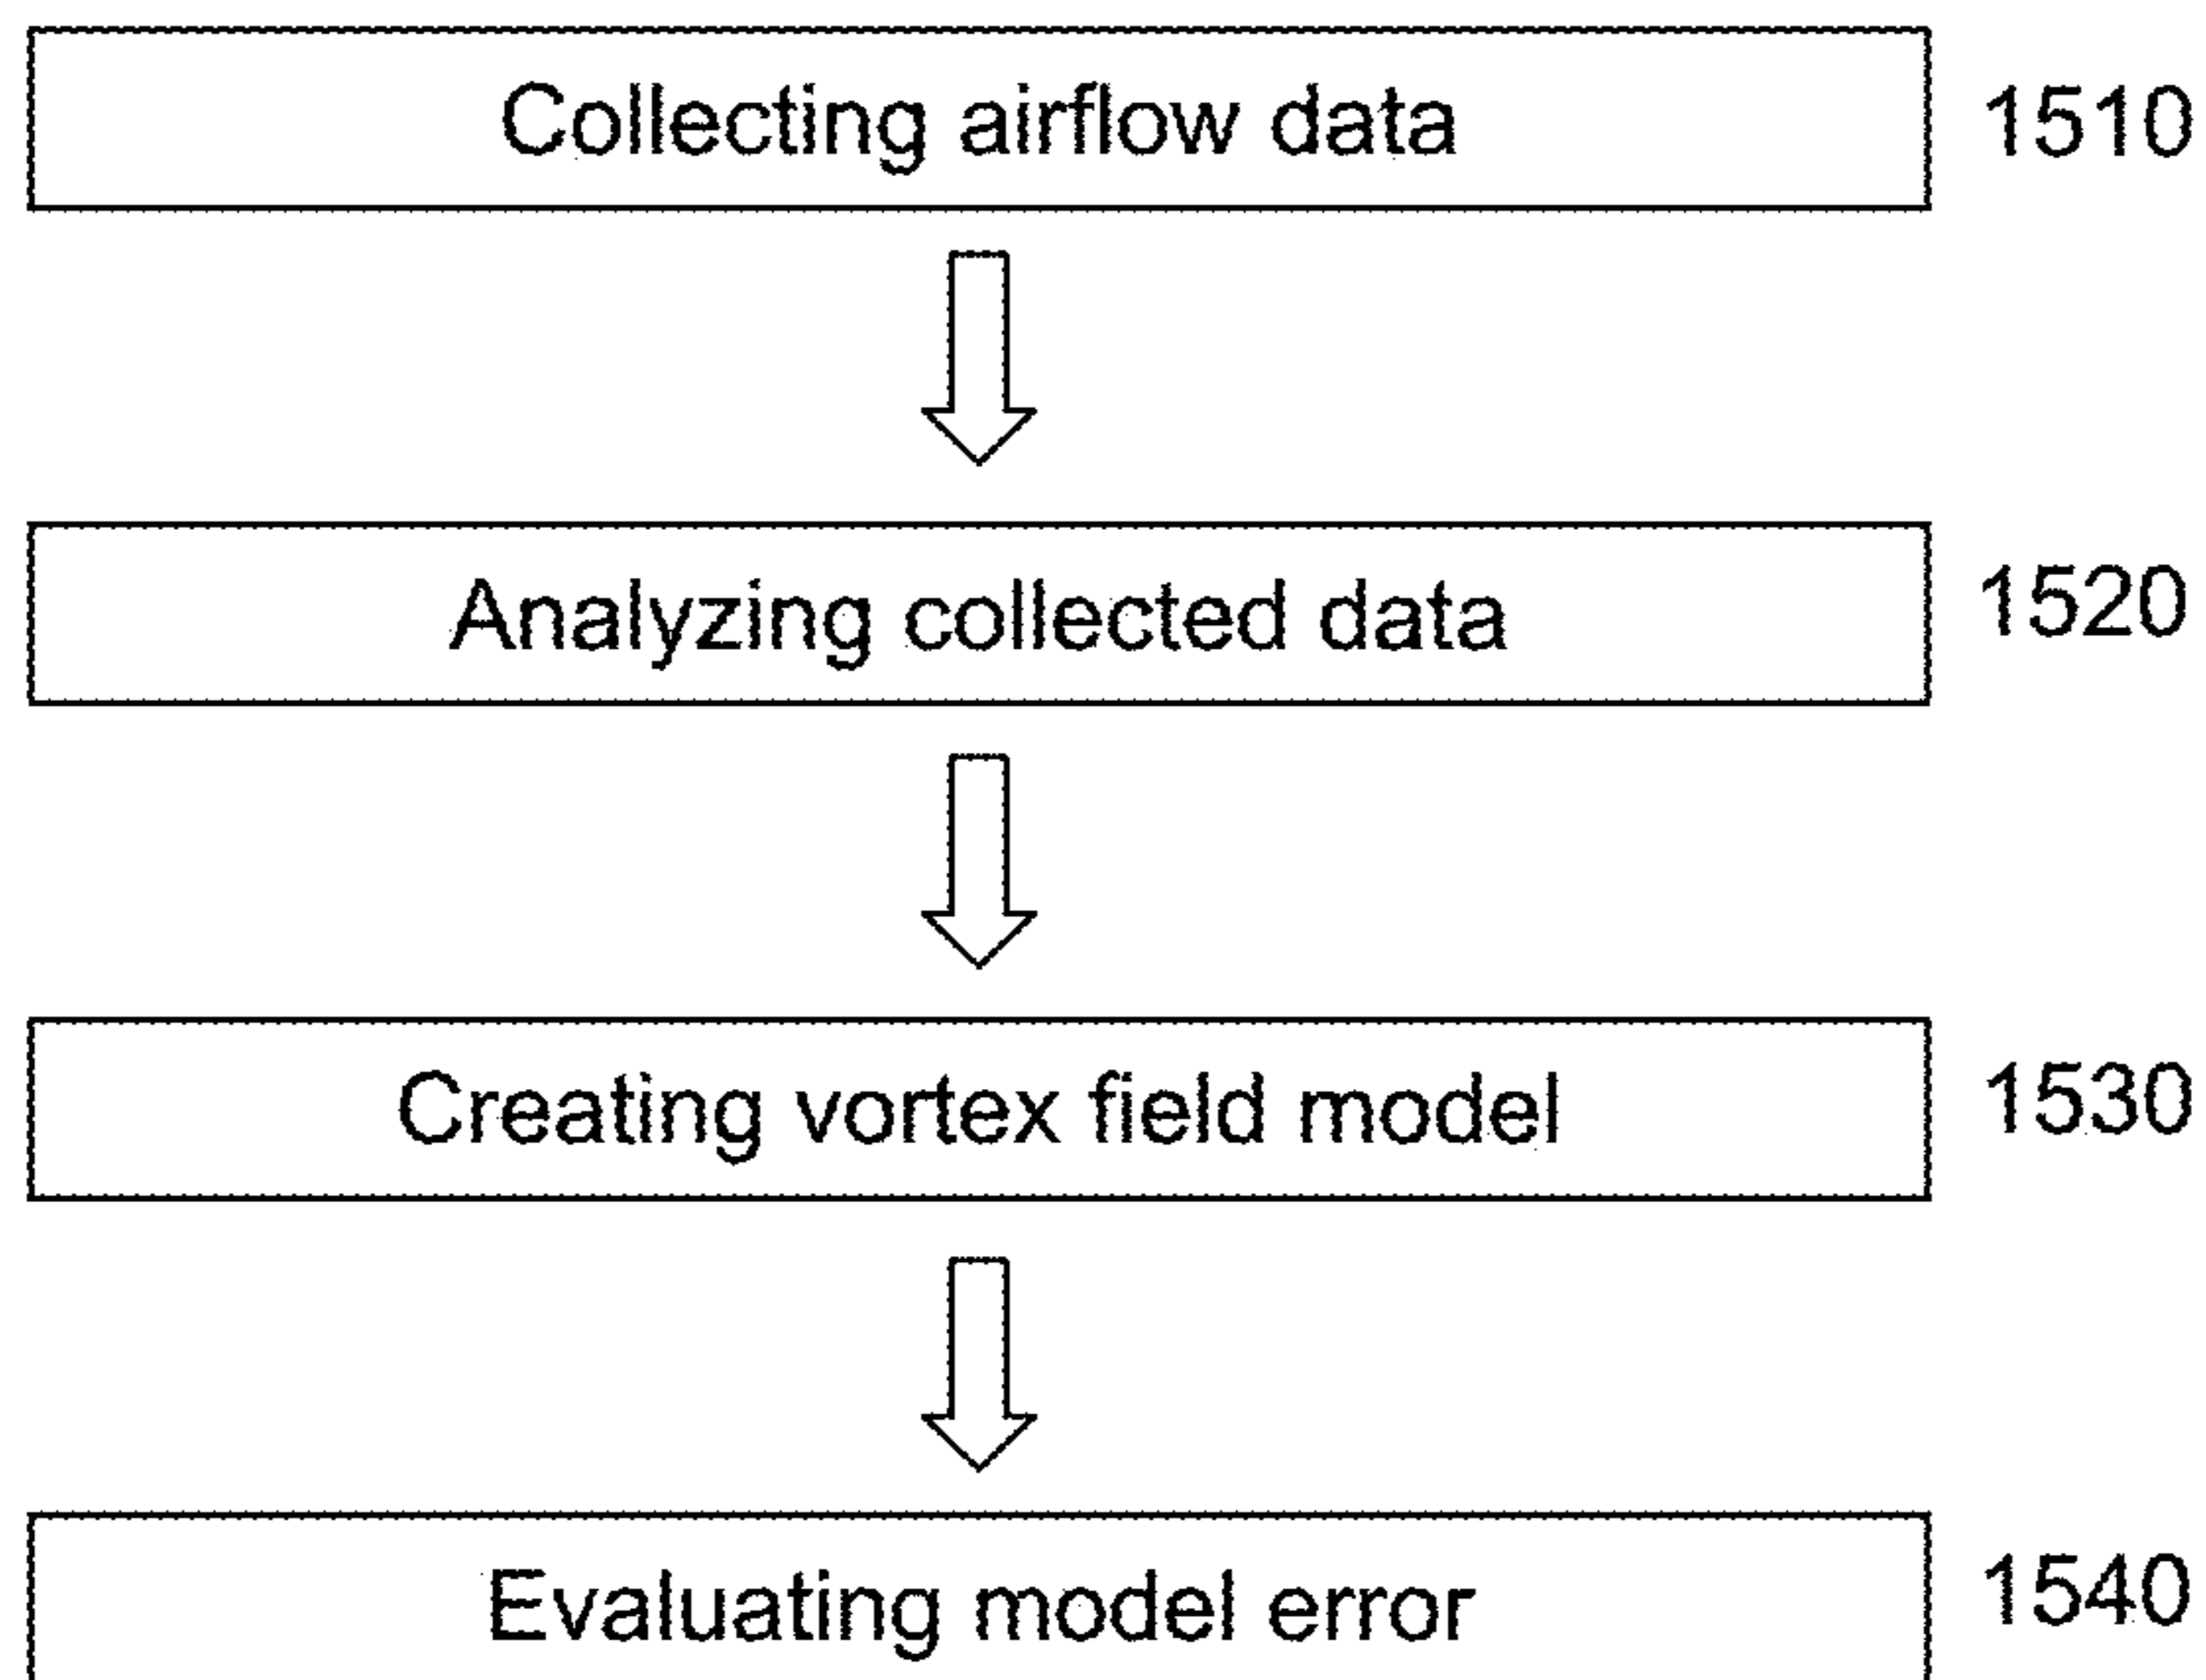 Collecting airflow data 1510
Analyzing collected data 1520
Creating vortex field model 1530
Evaluating model error 1540